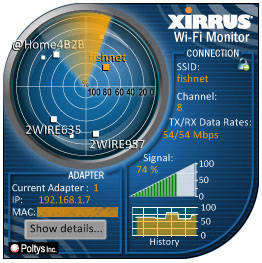 XIRRUS
Wi-Fi Monitor
@Home4B2B
fishnet
100 80 60 40 20
2WIRE635
2WIRE957
CONNECTION
SSID:
fishnet
Channel:
8
TX/RX Data Rates:
54/54 Mbps
Signal:
74 %
100
50
0
ADAPTER
Current Adapter : 1
IP: 192.168.1.7
MAC:
Show details...
100
50
0
History
Poltys Inc.